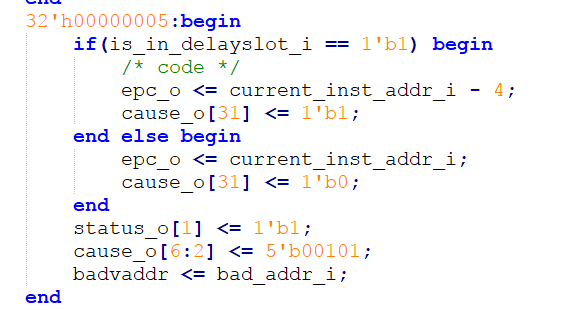 end
32'h00000005:begin
if(is_in_delayslot_i == 1'b1) begin
/* code */
epc_o <= current_inst_addr_i - 4;
cause_o[31] <= 1'b1;
end else begin
epc_o <= current_inst_addr_i;
cause_o[31] <= 1'b0;
end
status_o[1] <= 1'b1;
cause_o[6:2] <= 5'b00101;
badvaddr <= bad_addr_i;
end